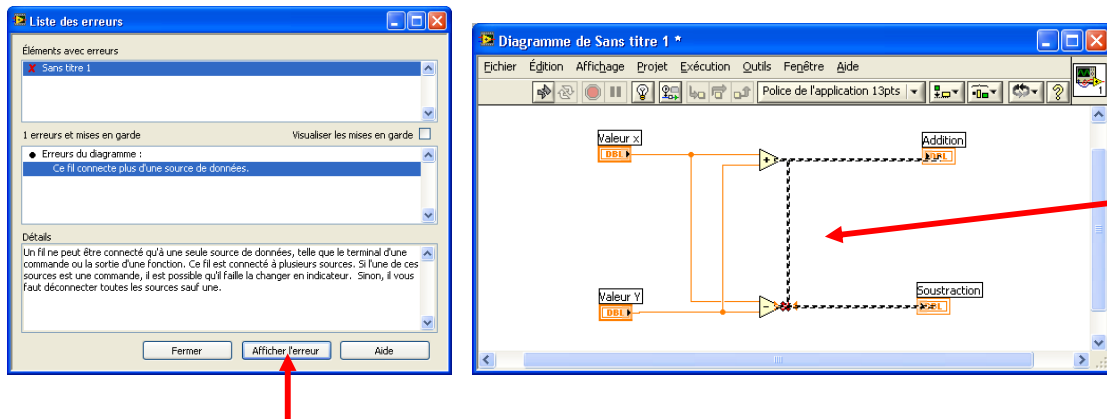 Liste des erreurs
Éléments avec erreurs
X Sans titre 1
1 erreurs et mises en garde
Visualiser les mises en garde
Erreurs du diagramme :
Ce fil connecte plus d'une source de données.
Détails
Un fil ne peut être connecté qu'à une seule source de données, telle que le terminal d'une
commande ou la sortie d'une fonction. Ce fil est connecté à plusieurs sources. Si l'une de ces
sources est une commande, il est possible qu'il faille la changer en indicateur. Sinon, il vous
faut déconnecter toutes les sources sauf une.
Fermer
Afficher l'erreur
Aide
Diagramme de Sans titre 1 *
Fichier Édition Affichage Projet Exécution Outils Fenêtre Aide
Police de l'application 13pts
1
Valeur x
DBL
Addition
DBL
Valeur Y
DBL
Soustraction
DBL